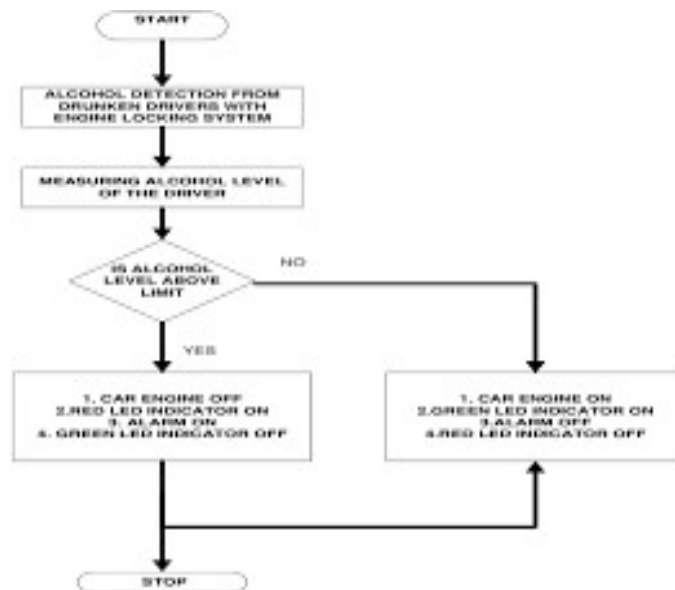 START
ALCOHOL DETECTION FROM
DRUNKEN DRIVERS WITH
ENGINE LOCKING SYSTEM
MEASURING ALCOHOL LEVEL
OF THE DRIVER
IS ALCOHOL
LEVEL ABOVE
LIMIT
NO
YES
1. CAR ENGINE OFF
2.RED LED INDICATOR ON
3. ALARM ON
4. GREEN LED INDICATOR OFF
1. CAR ENGINE ON
2.GREEN LED INDICATOR ON
3.ALARM OFF
4.RED LED INDICATOR OFF
STOP